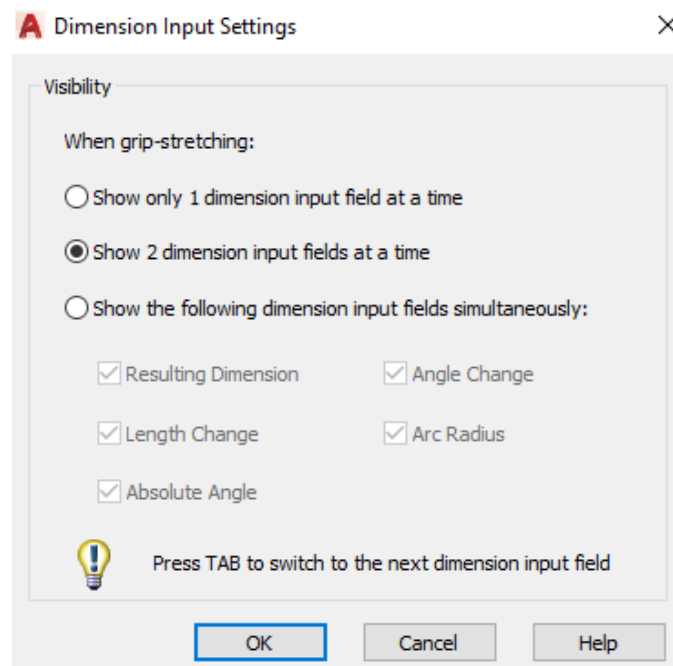 Dimension Input Settings
Visibility
When grip-stretching:
Show only 1 dimension input field at a time
Show 2 dimension input fields at a time
Show the following dimension input fields simultaneously:
Resulting Dimension Angle Change
Length Change Arc Radius
Absolute Angle
Press TAB to switch to the next dimension input field
OK Cancel Help